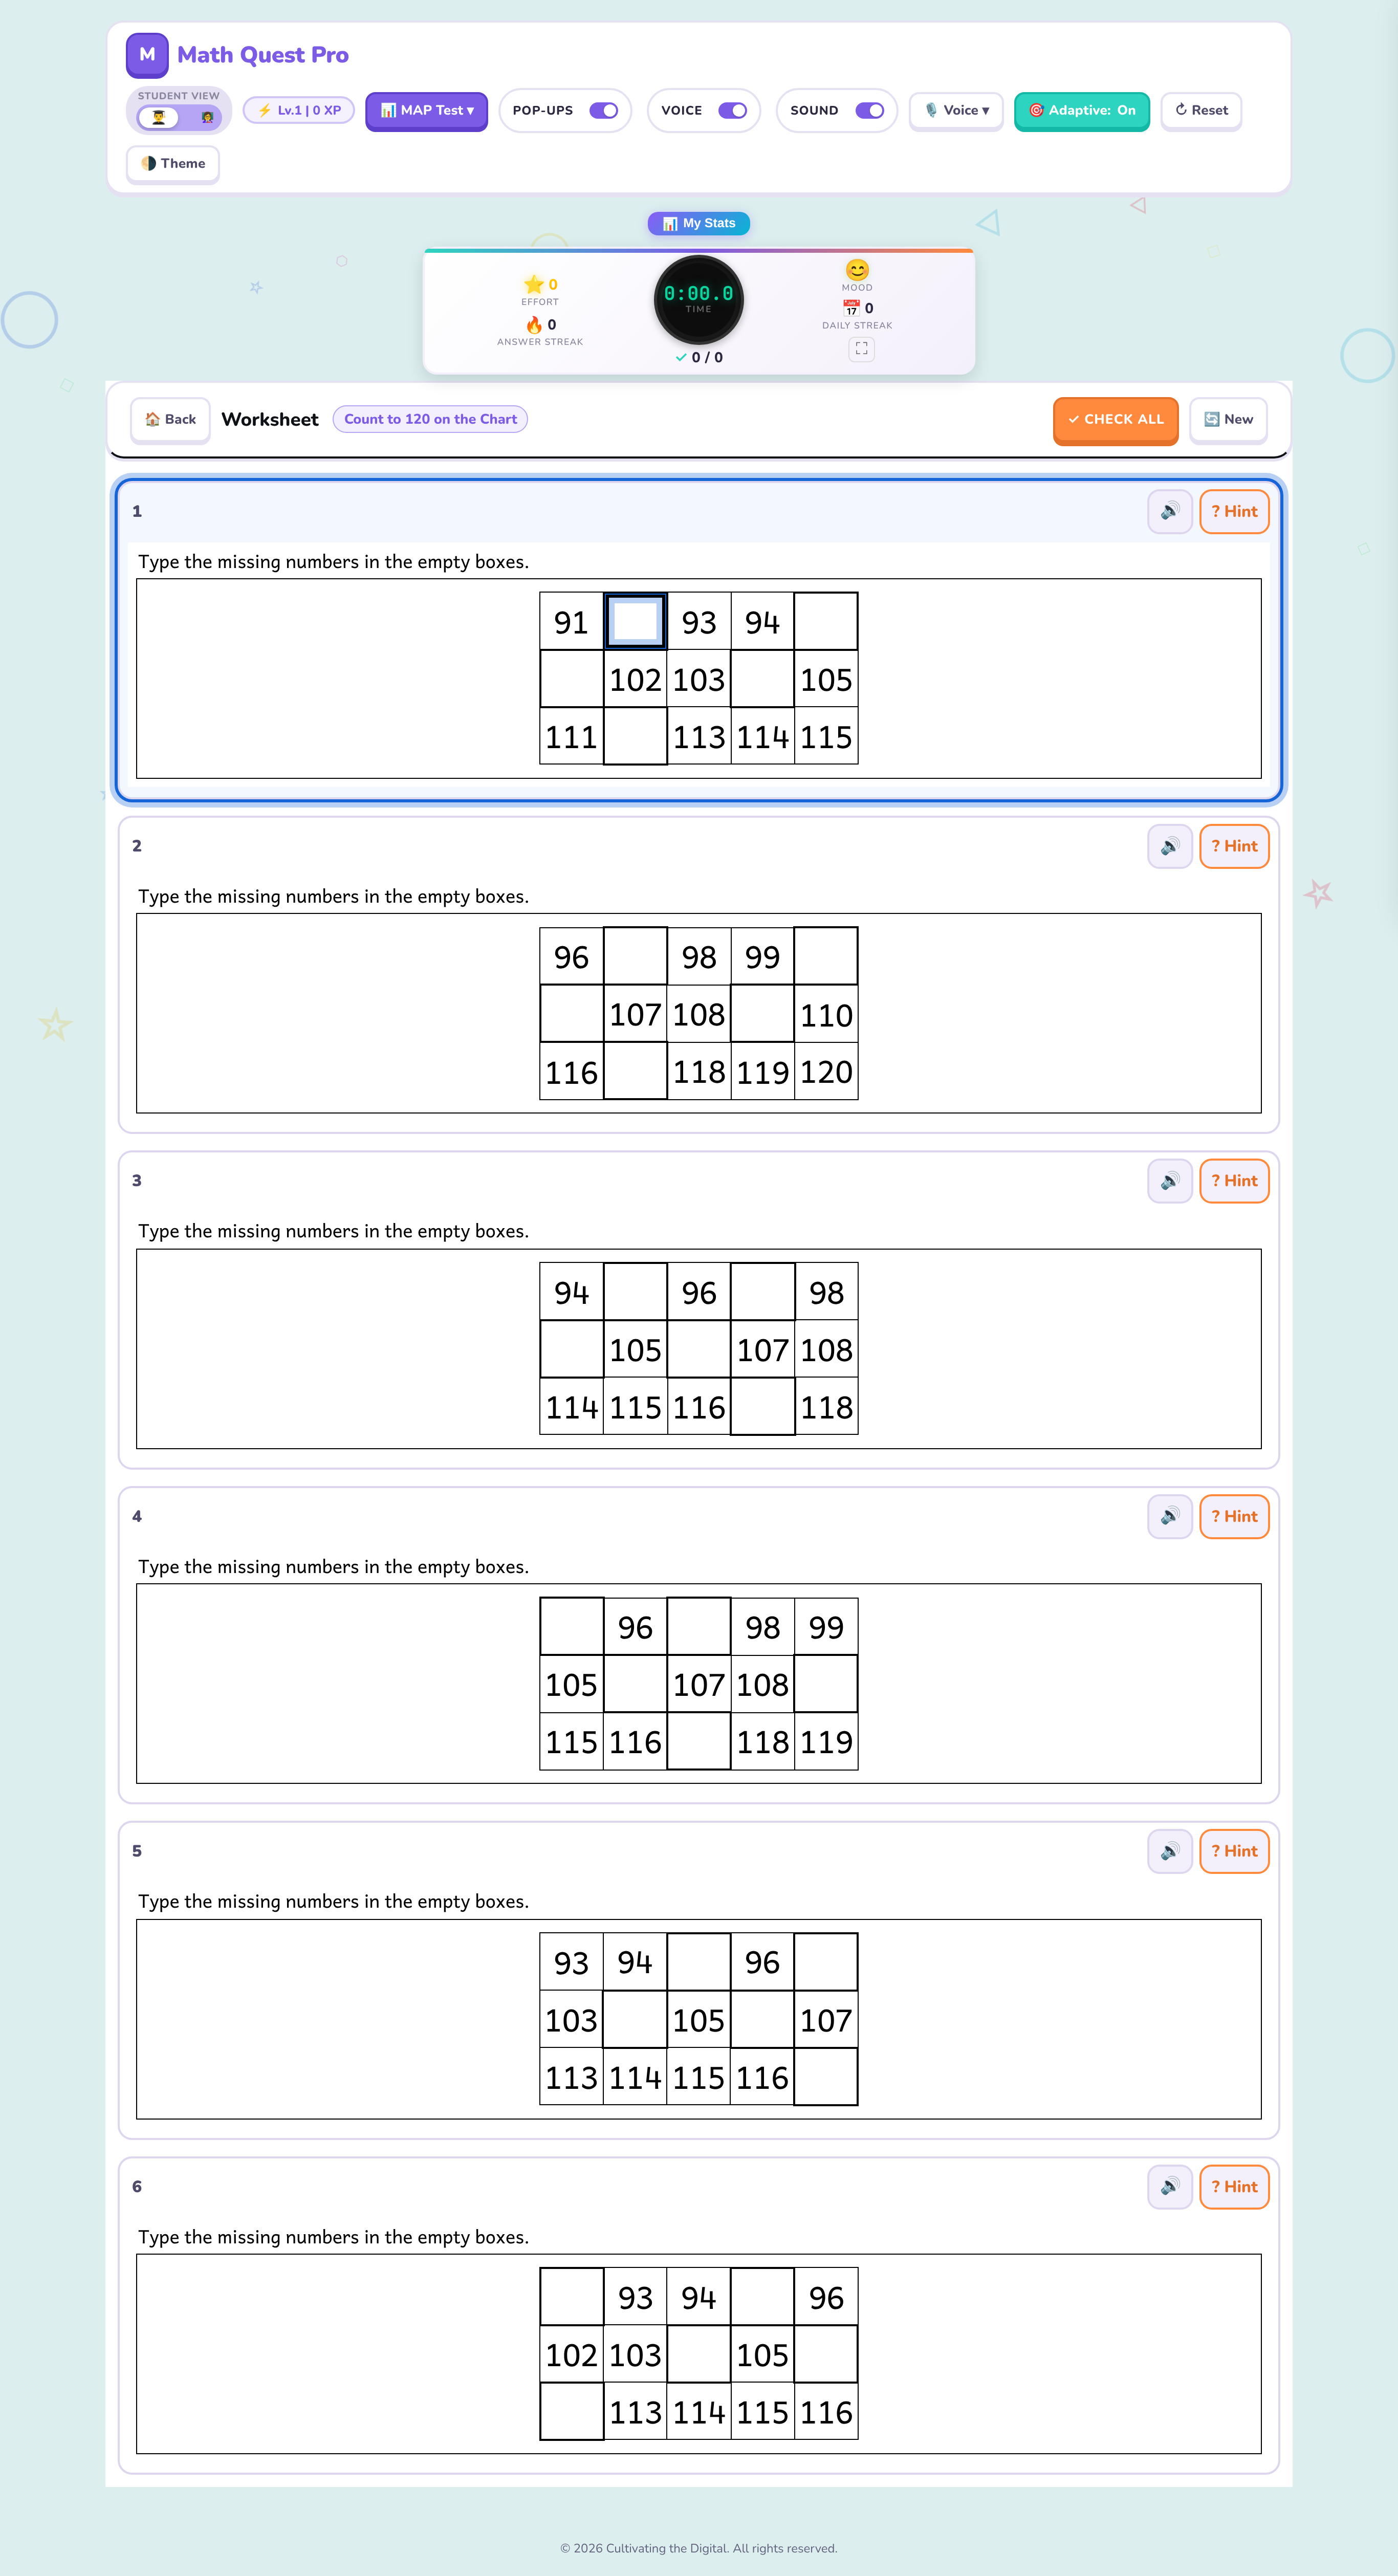 M Math Quest Pro
STUDENT VIEW
⚡ Lv.1 | 0 XP
📊 MAP Test ▾
POP-UPS
VOICE
SOUND
🎙️ Voice ▾
🎯 Adaptive: On
↻ Reset
🌗 Theme
📊 My Stats
⭐ 0
EFFORT
🔥 0
ANSWER STREAK
0:00.0
TIME
✓ 0 / 0
😊
MOOD
📅 0
DAILY STREAK
🏠 Back
Worksheet
Count to 120 on the Chart
✓ CHECK ALL
🔄 New
1
? Hint
Type the missing numbers in the empty boxes.
91 93 94
102 103 105
111 113 114 115
2
? Hint
Type the missing numbers in the empty boxes.
96 98 99
107 108 110
116 118 119 120
3
? Hint
Type the missing numbers in the empty boxes.
94 96 98
105 107 108
114 115 116 118
4
? Hint
Type the missing numbers in the empty boxes.
96 98 99
105 107 108
115 116 118 119
5
? Hint
Type the missing numbers in the empty boxes.
93 94 96
103 105 107
113 114 115 116
6
? Hint
Type the missing numbers in the empty boxes.
93 94 96
102 103 105
113 114 115 116
© 2026 Cultivating the Digital. All rights reserved.